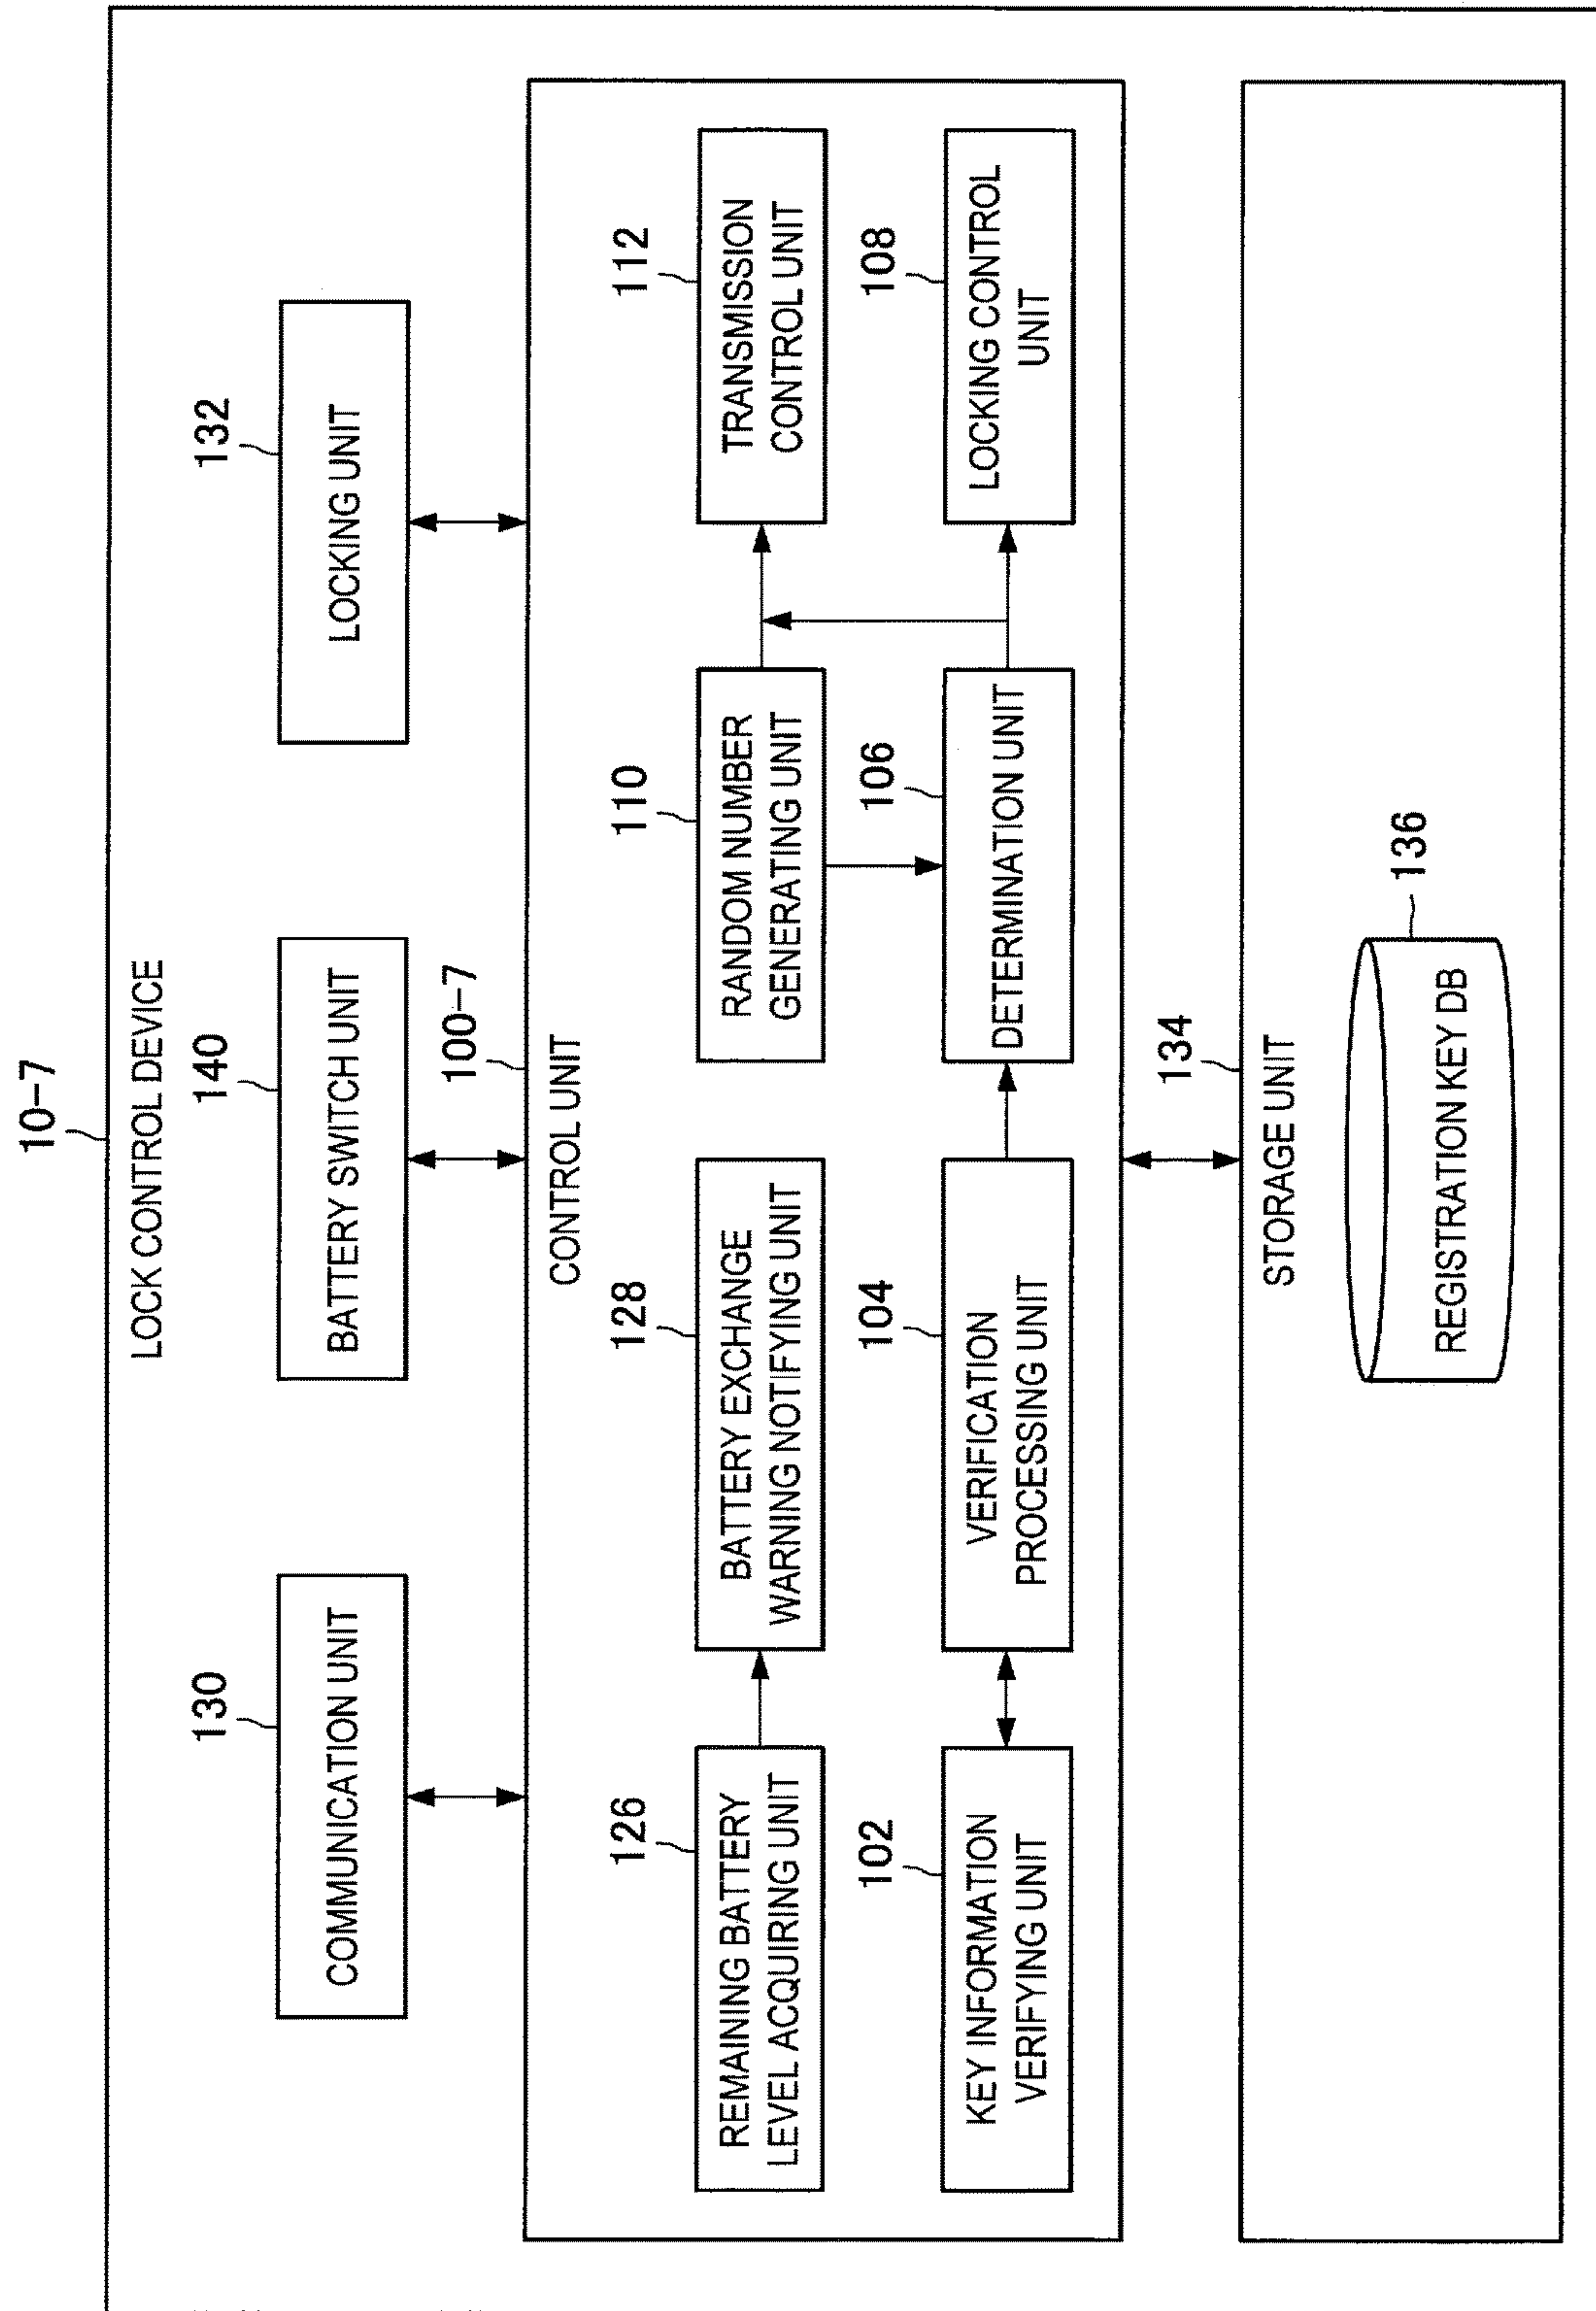 10-7
LOCK CONTROL DEVICE
130
COMMUNICATION UNIT
140
BATTERY SWITCH UNIT
132
LOCKING UNIT
100-7
CONTROL UNIT
126
REMAINING BATTERY
LEVEL ACQUIRING UNIT
128
BATTERY EXCHANGE
WARNING NOTIFYING UNIT
110
RANDOM NUMBER
GENERATING UNIT
112
TRANSMISSION
CONTROL UNIT
102
KEY INFORMATION
VERIFYING UNIT
104
VERIFICATION
PROCESSING UNIT
106
DETERMINATION UNIT
108
LOCKING CONTROL
UNIT
134
STORAGE UNIT
136
REGISTRATION KEY DB